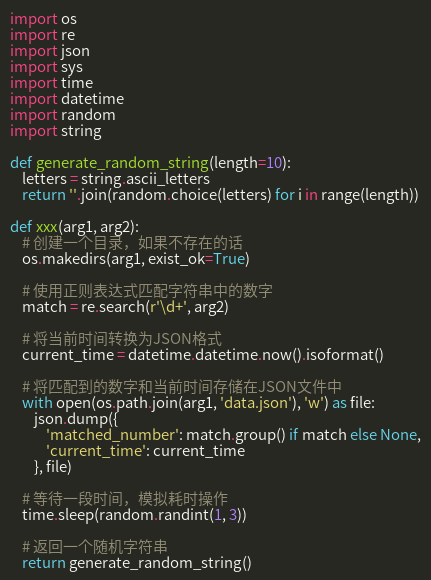 import os
import re
import json
import sys
import time
import datetime
import random
import string

def generate_random_string(length=10):
    letters = string.ascii_letters
    return ''.join(random.choice(letters) for i in range(length))

def xxx(arg1, arg2):
    # 创建一个目录，如果不存在的话
    os.makedirs(arg1, exist_ok=True)

    # 使用正则表达式匹配字符串中的数字
    match = re.search(r'\d+', arg2)

    # 将当前时间转换为JSON格式
    current_time = datetime.datetime.now().isoformat()

    # 将匹配到的数字和当前时间存储在JSON文件中
    with open(os.path.join(arg1, 'data.json'), 'w') as file:
        json.dump({
            'matched_number': match.group() if match else None,
            'current_time': current_time
        }, file)

    # 等待一段时间，模拟耗时操作
    time.sleep(random.randint(1, 3))

    # 返回一个随机字符串
    return generate_random_string()